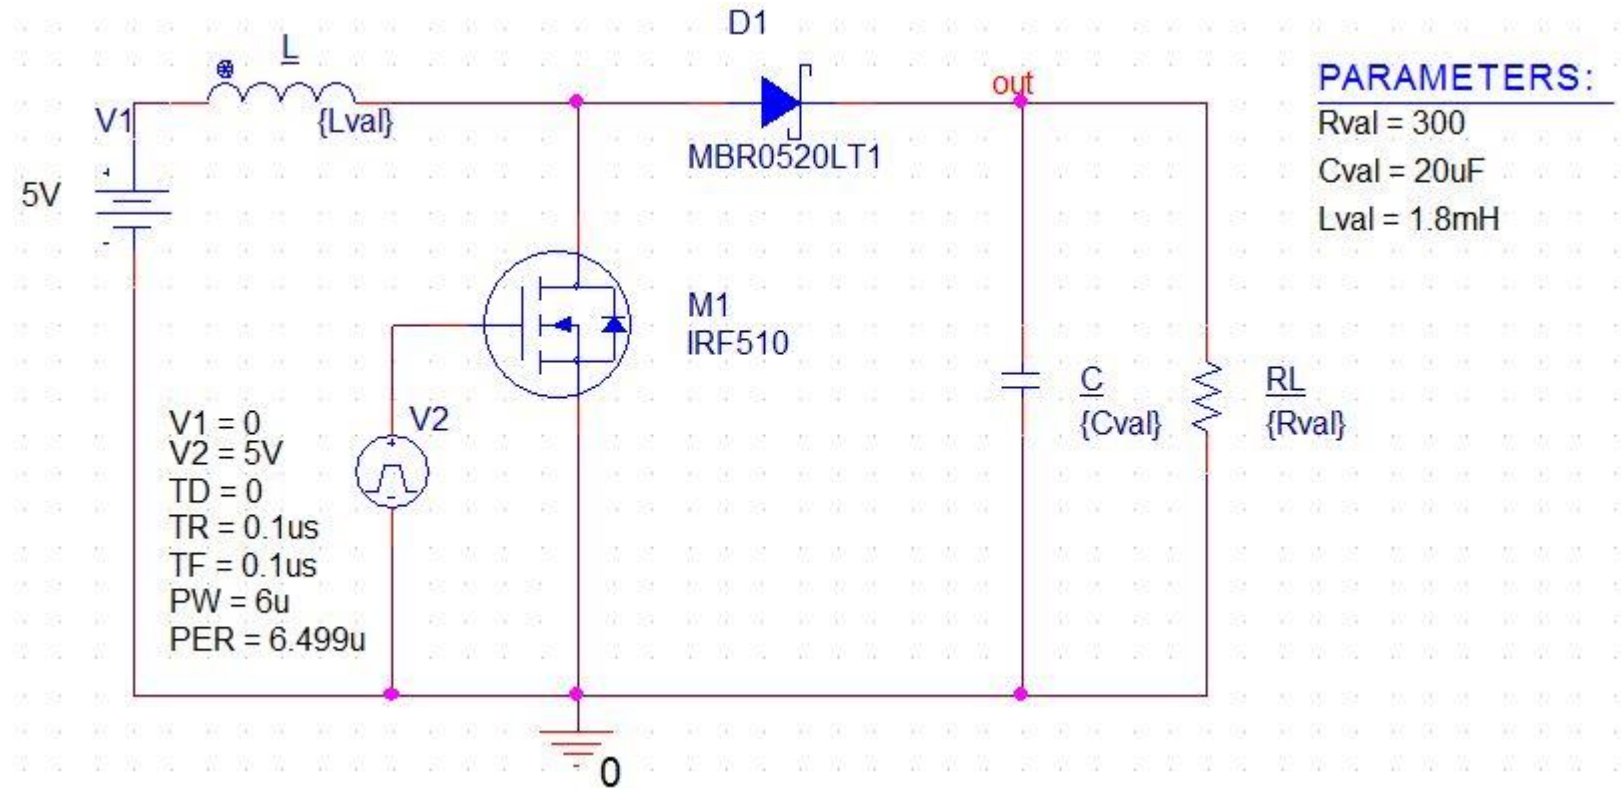 D1
L
out
PARAMETERS:
V1
{Lval}
Rval = 300
MBR0520LT1
Cval = 20uF
5V
Lval = 1.8mH
M1
IRF510
C
RL
V1 = 0
V2
{Cval}
{Rval}
V2 = 5V
TD = 0
TR = 0.1us
TF = 0.1us
PW = 6u
PER = 6.499u
0